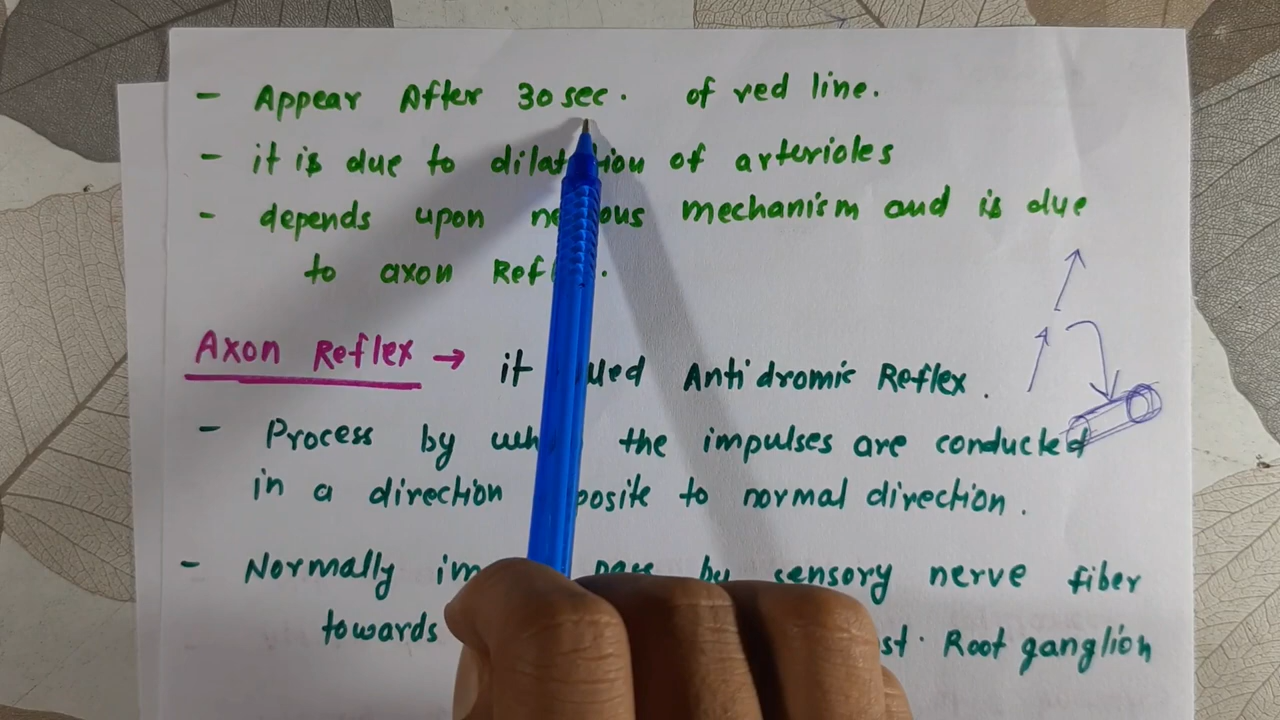 - Appear After 30 sec. of red line.
- it is due to dilation of arterioles
- depends upon mechanism and is due
to axon
Axon Reflex → it Antidromic Reflex.
- Process by the impulses are conducted
in a direction to normal direction.
- Normally by sensory nerve fiber
towards Root ganglion